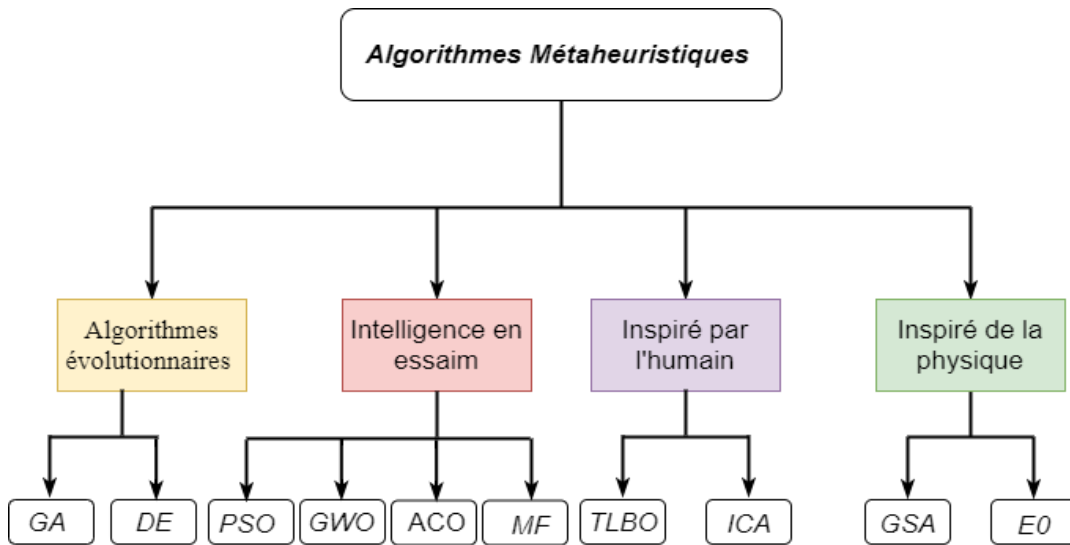 Algorithmes Métaheuristiques
Algorithmes
évolutionnaires
Intelligence en
essaim
Inspiré par
l'humain
Inspiré de la
physique
GA
DE
PSO
GWO
ACO
MF
TLBO
ICA
GSA
E0